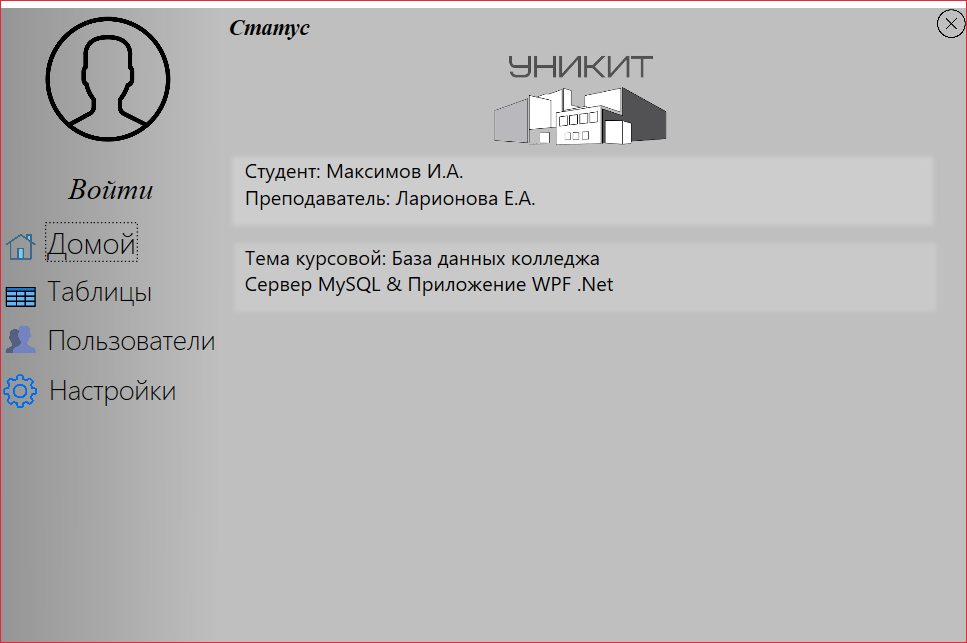 Статус
УНИКИТ
Войти
Домой
Таблицы
Пользователи
Настройки
Студент: Максимов И.А.
Преподаватель: Ларионова Е.А.
Тема курсовой: База данных колледжа
Сервер MySQL & Приложение WPF .Net